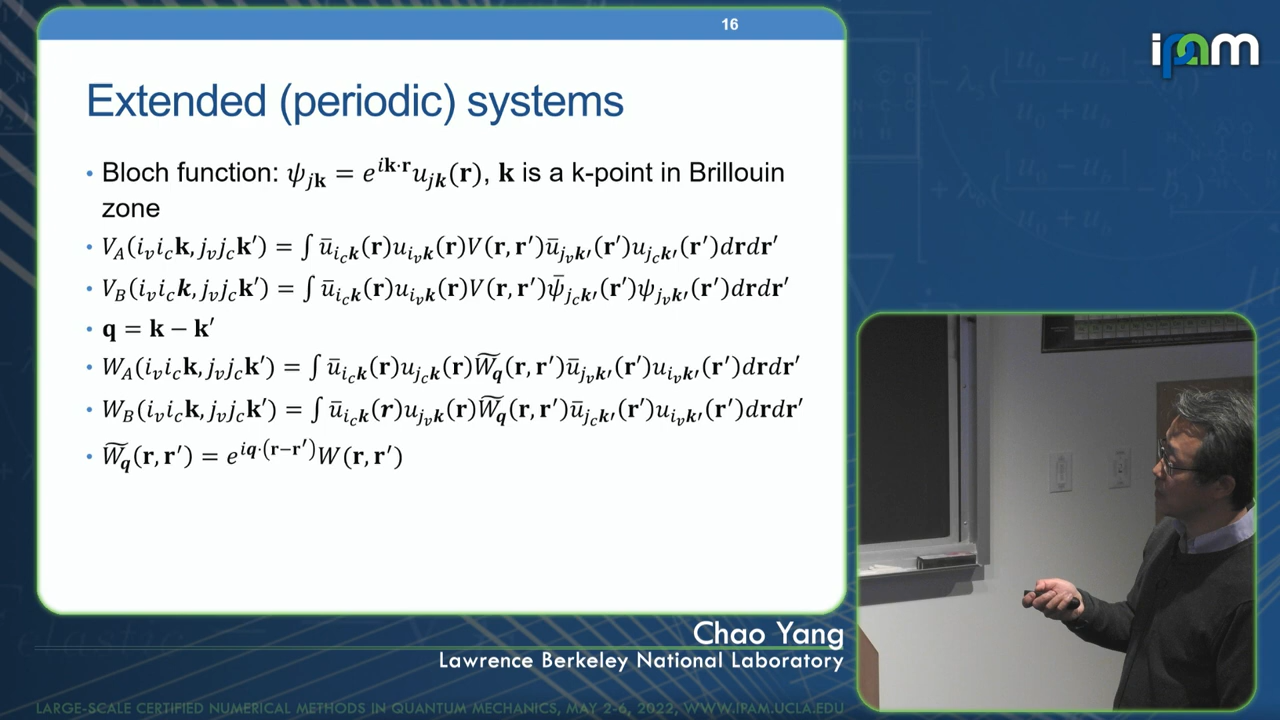 16
ipam
Extended (periodic) systems
• Bloch function: ψ_{j𝐤} = e^{i𝐤·𝐫}u_{j𝒌}(𝐫), 𝐤 is a k-point in Brillouin
zone
• V_A(i_v i_c 𝐤, j_v j_c 𝐤′) = ∫ ū_{i_c 𝒌}(𝐫)u_{i_v 𝒌}(𝐫)V(𝐫, 𝐫′)ū_{j_v 𝒌′}(𝐫′)u_{j_c 𝒌′}(𝐫′)d𝐫d𝐫′
• V_B(i_v i_c 𝒌, j_v j_c 𝐤′) = ∫ ū_{i_c 𝒌}(𝐫)u_{i_v 𝒌}(𝐫)V(𝐫, 𝐫′)ψ̄_{j_c 𝒌′}(𝐫′)ψ_{j_v 𝒌′}(𝐫′)d𝐫d𝐫′
• 𝐪 = 𝐤 − 𝐤′
• W_A(i_v i_c 𝐤, j_v j_c 𝐤′) = ∫ ū_{i_c 𝒌}(𝐫)u_{j_c 𝒌}(𝐫)W̃_𝒒(𝐫, 𝐫′)ū_{j_v 𝒌′}(𝐫′)u_{i_v 𝒌′}(𝐫′)d𝐫d𝐫′
• W_B(i_v i_c 𝐤, j_v j_c 𝐤′) = ∫ ū_{i_c 𝒌}(𝒓)u_{j_v 𝒌}(𝐫)W̃_𝒒(𝐫, 𝐫′)ū_{j_c 𝒌′}(𝐫′)u_{i_v 𝒌′}(𝐫′)d𝐫d𝐫′
• W̃_𝒒(𝐫, 𝐫′) = e^{i𝒒·(𝐫−𝐫′)}W(𝐫, 𝐫′)
Chao Yang
Lawrence Berkeley National Laboratory
LARGE-SCALE CERTIFIED NUMERICAL METHODS IN QUANTUM MECHANICS, MAY 2-6, 2022, WWW.IPAM.UCLA.EDU